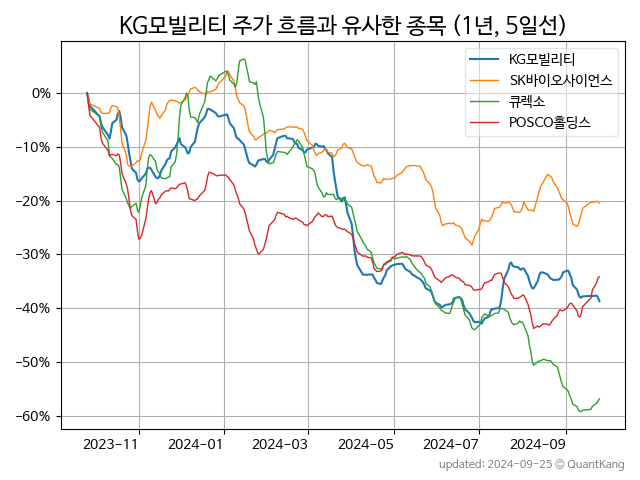 KG모빌리티 주가 흐름과 유사한 종목 (1년, 5일선)
KG모빌리티
SK바이오사이언스
큐렉소
POSCO홀딩스
0%
−10%
−20%
−30%
−40%
−50%
−60%
2023−11
2024−01
2024−03
2024−05
2024−07
2024−09
updated: 2024-09-25 © QuantKang